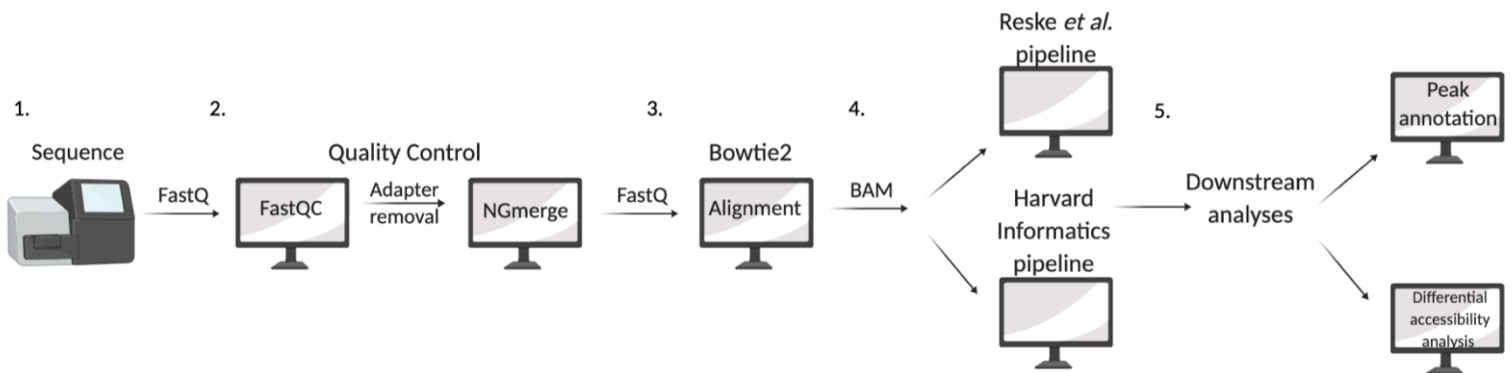 1.
Sequence
FastQ
2.
Quality Control
FastQC
Adapter
removal
NGmerge
FastQ
3.
Bowtie2
Alignment
BAM
4.
Reske et al.
pipeline
Harvard
Informatics
pipeline
5.
Downstream
analyses
Peak
annotation
Differential
accessibility
analysis